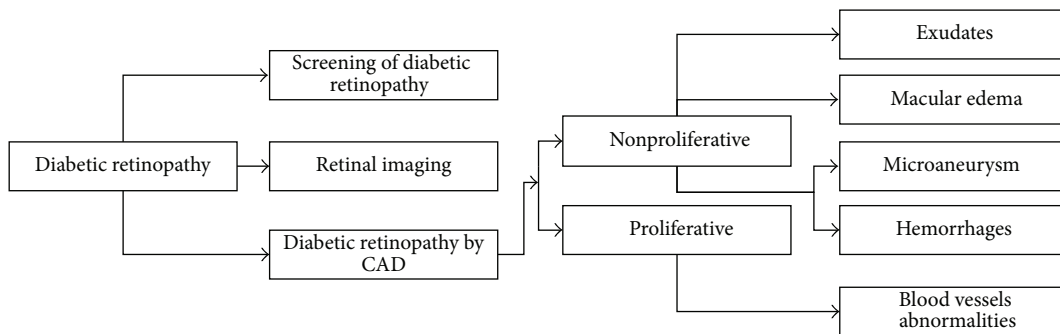 Diabetic retinopathy
Screening of diabetic
retinopathy
Retinal imaging
Diabetic retinopathy by
CAD
Nonproliferative
Proliferative
Exudates
Macular edema
Microaneurysm
Hemorrhages
Blood vessels
abnormalities